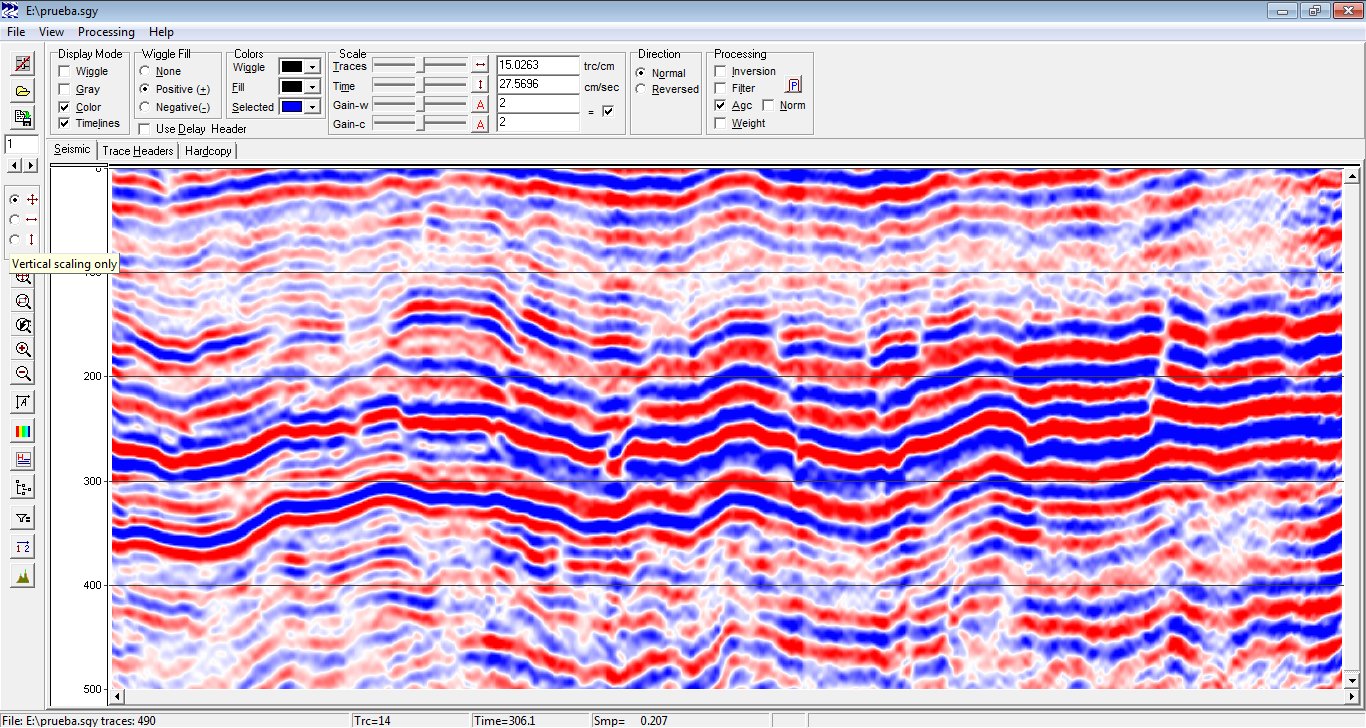 E:\prueba.sgy
File View Processing Help
Display Mode
Wiggle
Gray
Color
Timelines
Wiggle Fill
None
Positive (+)
Negative(-)
Use Delay Header
Colors
Wiggle
Fill
Selected
Scale
Traces 15.0263 trc/cm
Time 27.5696 cm/sec
Gain-w A 2
=
Gain-c A 2
Direction
Normal
Reversed
Processing
Inversion
Filter P
Agc Norm
Weight
1
Seismic Trace Headers Hardcopy
Vertical scaling only
200
300
400
500
1 2
File: E:\prueba.sgy traces: 490 Trc=14 Time=306.1 Smp= 0.207